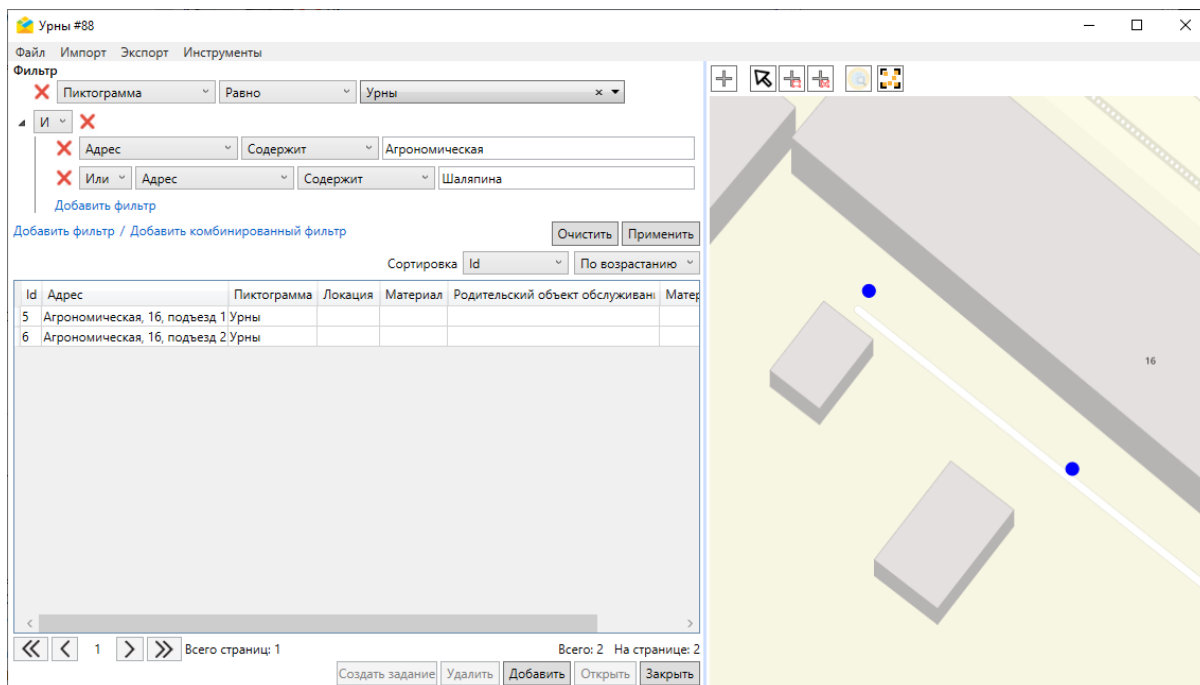 Урны #88
Файл Импорт Экспорт Инструменты
Фильтр
Пиктограмма Равно Урны
И
Адрес Содержит Агрономическая
Или Адрес Содержит Шаляпина
Добавить фильтр
Добавить фильтр / Добавить комбинированный фильтр Очистить Применить
Сортировка Id По возрастанию
Id Адрес Пиктограмма Локация Материал Родительский объект обслуживани Матер
5 Агрономическая, 16, подъезд 1 Урны
6 Агрономическая, 16, подъезд 2 Урны
16
1 Всего страниц: 1 Всего: 2 На странице: 2
Создать задание Удалить Добавить Открыть Закрыть